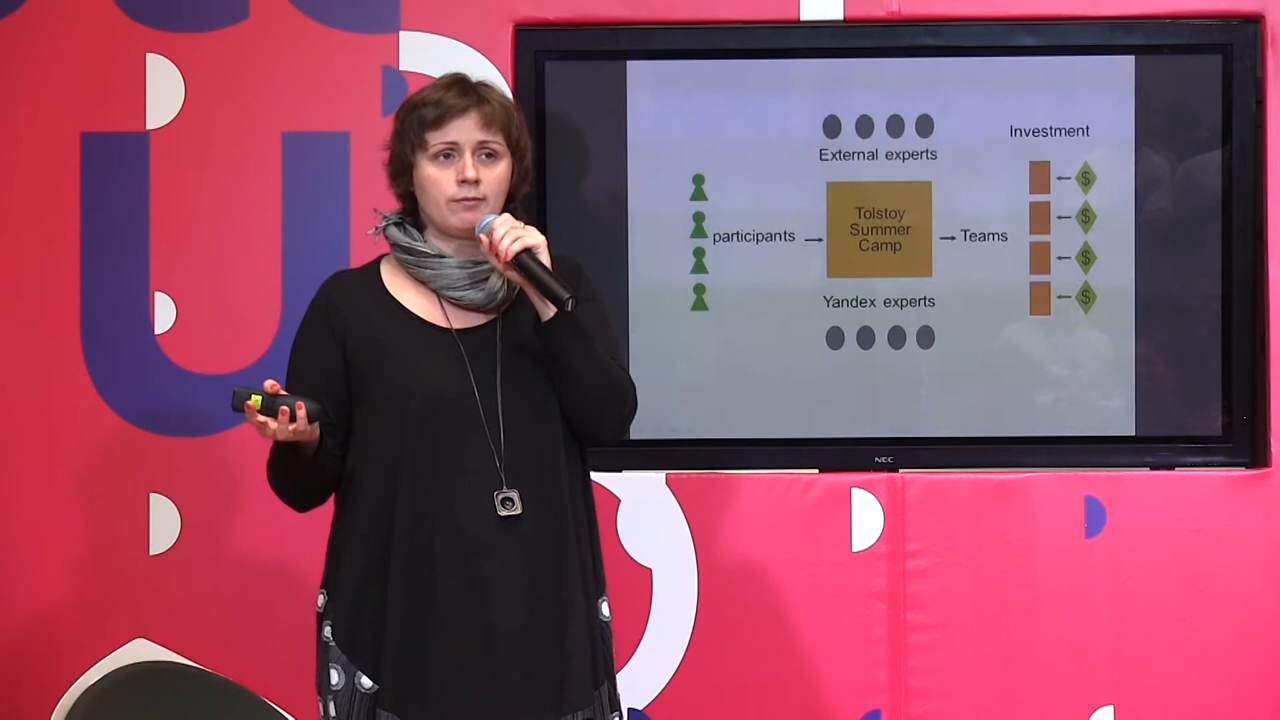 External experts
Investment
participants
Tolstoy
Summer
Camp
Teams
Yandex experts
$
$
$
$
NEC
u